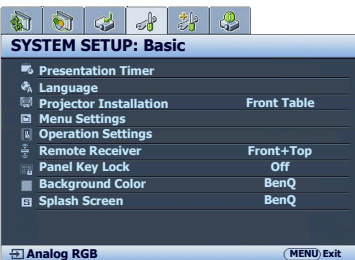 SYSTEM SETUP: Basic
Presentation Timer
Language
Projector Installation Front Table
Menu Settings
Operation Settings
Remote Receiver Front+Top
Panel Key Lock Off
Background Color BenQ
Splash Screen BenQ
Analog RGB MENU Exit